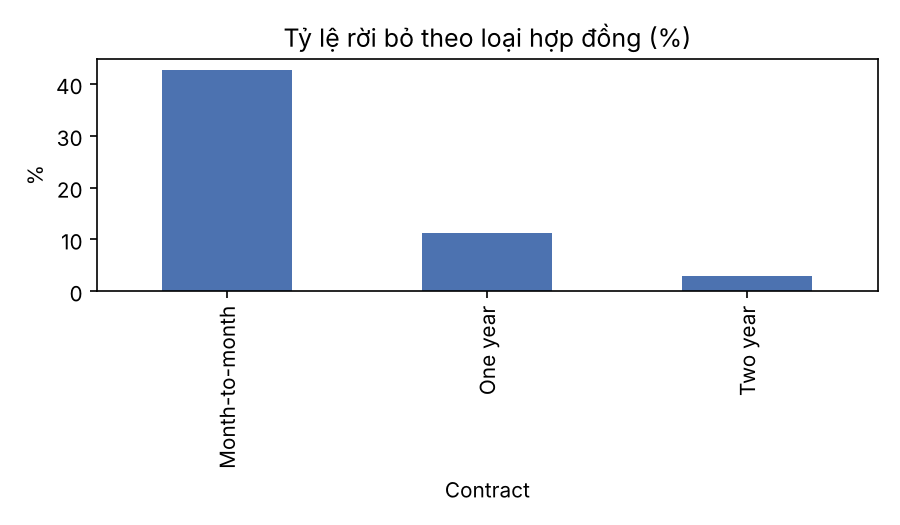 Tỷ lệ rời bỏ theo loại hợp đồng (%)
%
40
30
20
10
0
Month-to-month
One year
Two year
Contract